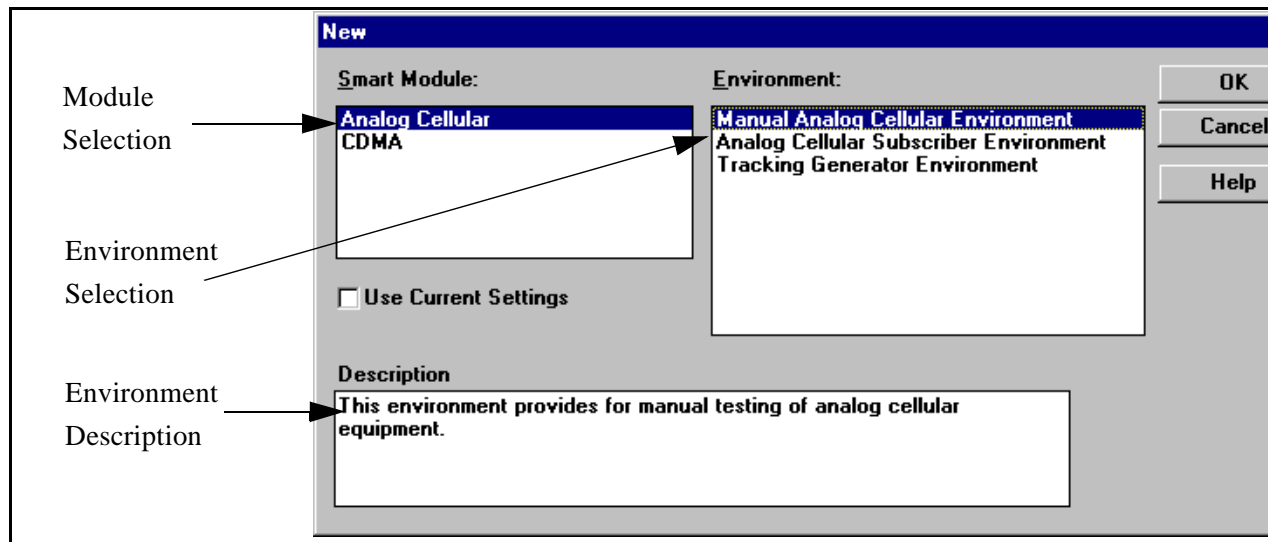 New
Module
Selection
Smart Module:
Analog Cellular
CDMA
Environment:
Manual Analog Cellular Environment
Analog Cellular Subscriber Environment
Tracking Generator Environment
OK
Cancel
Help
Environment
Selection
Use Current Settings
Environment
Description
Description
This environment provides for manual testing of analog cellular
equipment.